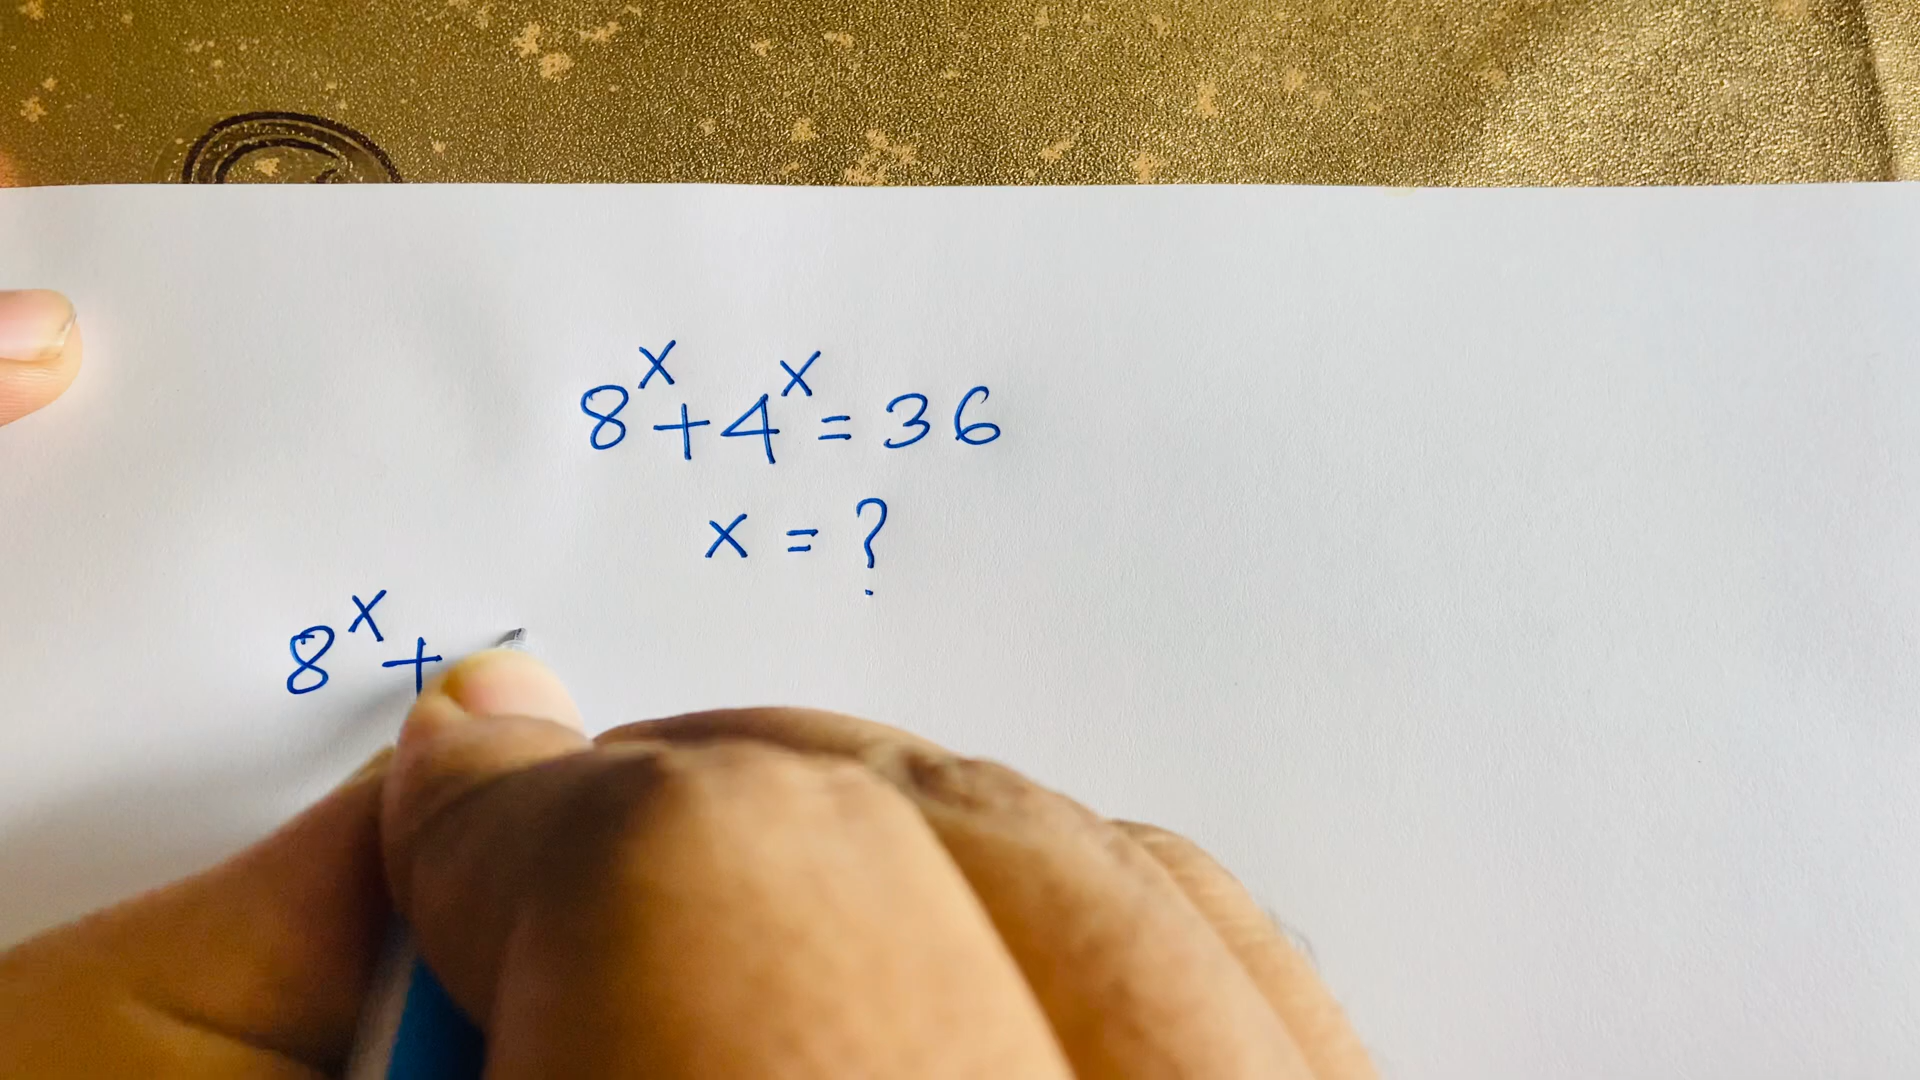 8^x + 4^x = 36
x = ?
8^x +